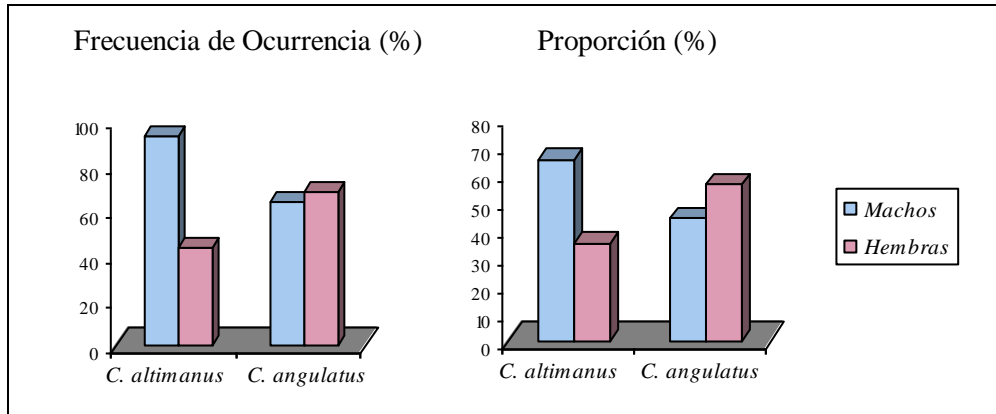 Frecuencia de Ocurrencia (%)
Proporción (%)
100
80
60
40
20
0
C. altimanus
C. angulatus
80
70
60
50
40
30
20
10
0
C. altimanus
C. angulatus
Machos
Hembras